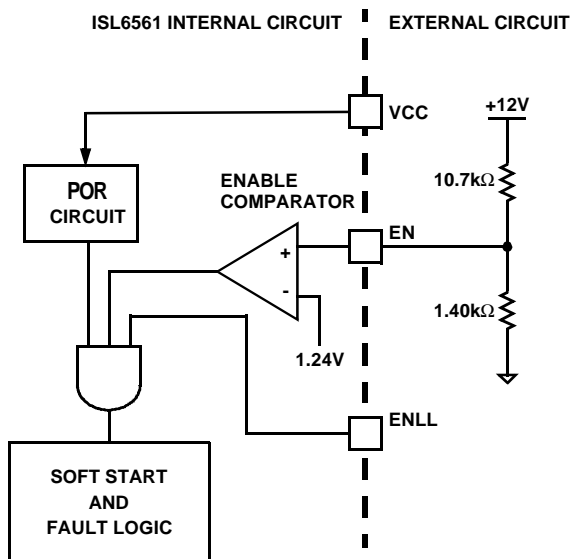 ISL6561 INTERNAL CIRCUIT
EXTERNAL CIRCUIT
VCC
+12V
POR
CIRCUIT
ENABLE
COMPARATOR
10.7kΩ
EN
+
-
1.40kΩ
1.24V
ENLL
SOFT START
AND
FAULT LOGIC